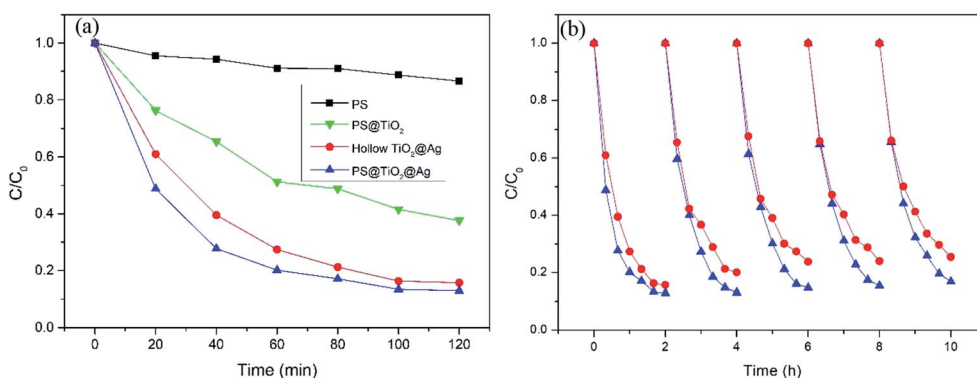 (a)
1.0
0.8
0.6
0.4
0.2
0.0
C/C₀
0 20 40 60 80 100 120
Time (min)
PS
PS@TiO₂
Hollow TiO₂@Ag
PS@TiO₂@Ag
(b)
1.0
0.8
0.6
0.4
0.2
0.0
C/C₀
0 2 4 6 8 10
Time (h)